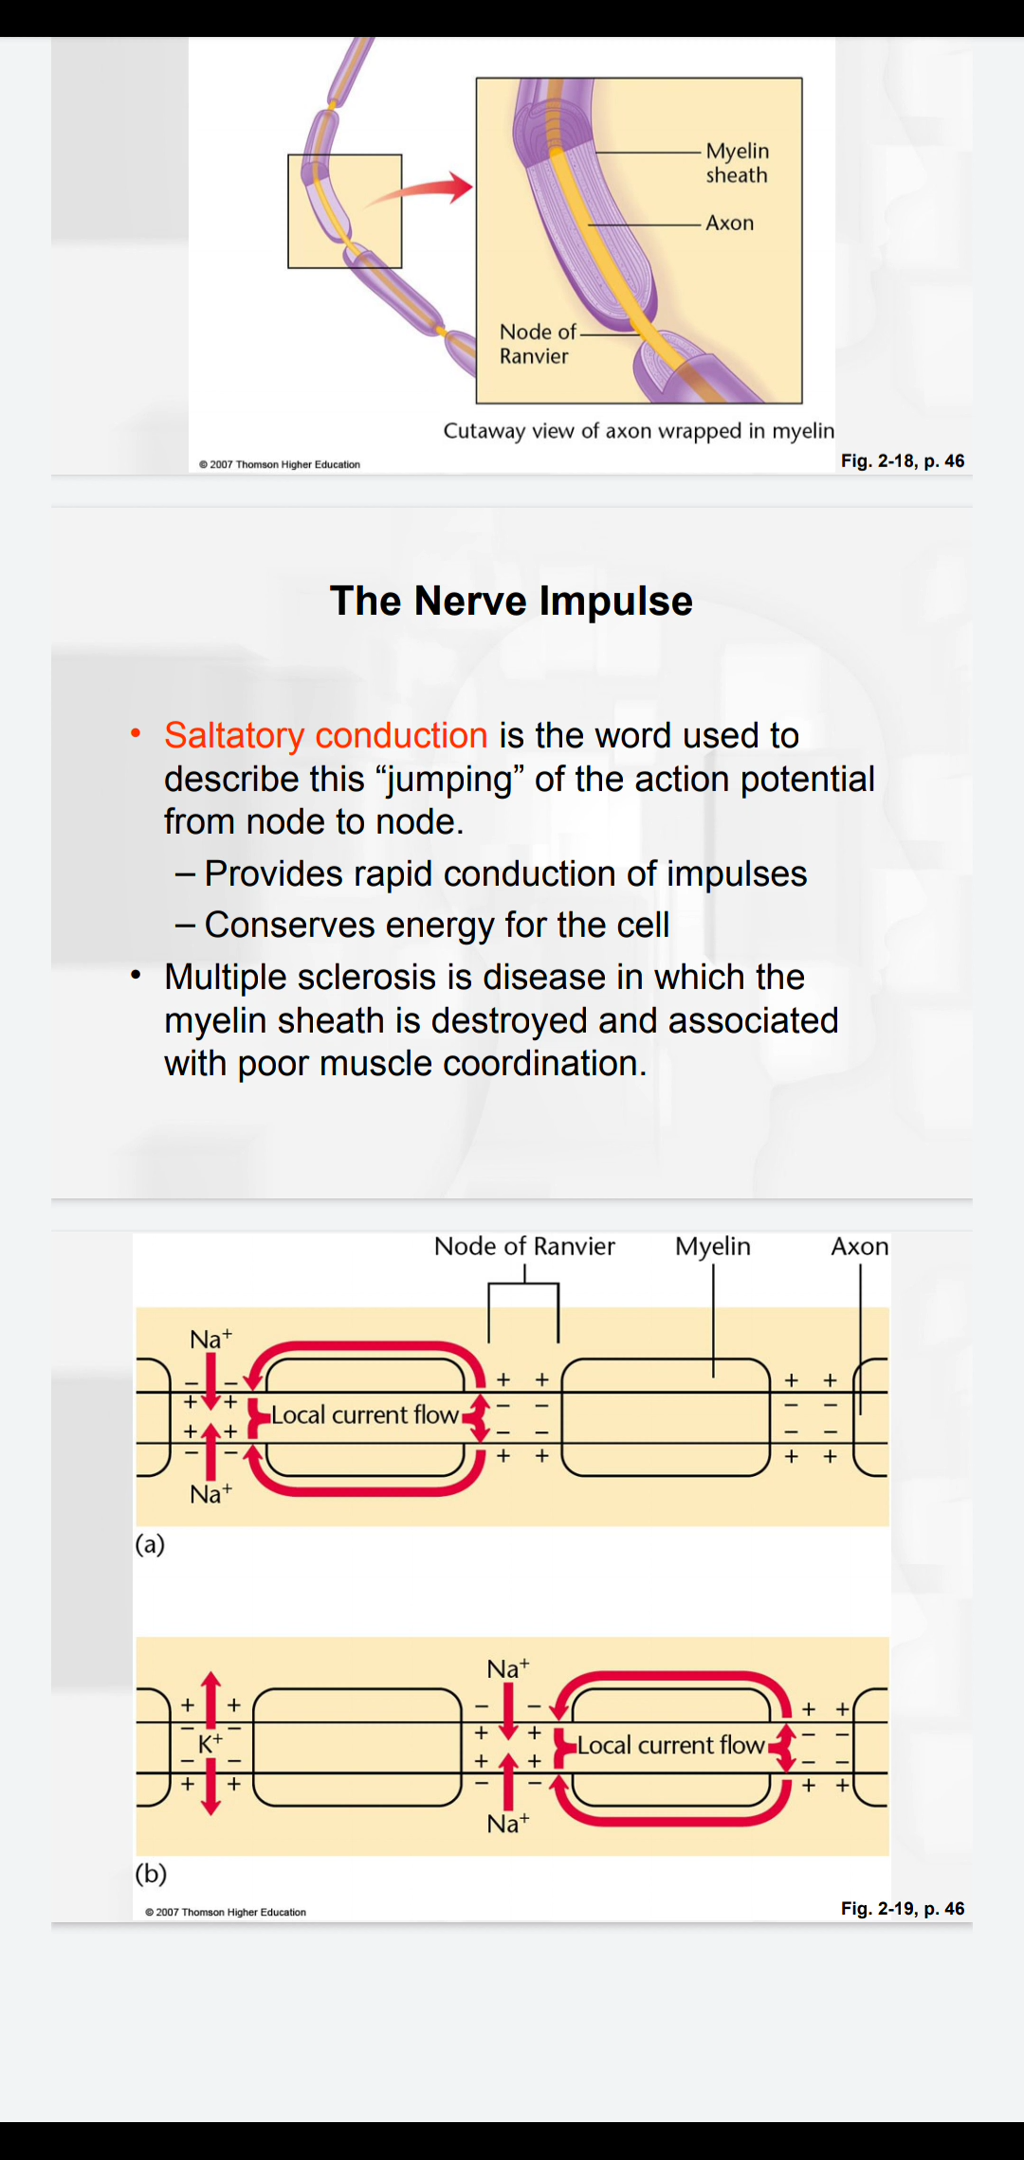 Myelin
sheath
Axon
Node of
Ranvier
Cutaway view of axon wrapped in myelin
© 2007 Thomson Higher Education
Fig. 2-18, p. 46
The Nerve Impulse
• Saltatory conduction is the word used to
describe this “jumping” of the action potential
from node to node.
– Provides rapid conduction of impulses
– Conserves energy for the cell
• Multiple sclerosis is disease in which the
myelin sheath is destroyed and associated
with poor muscle coordination.
Node of Ranvier Myelin Axon
Na+
+ + + +
− − − − − −
+ + Local current flow
+ + − − − −
− − + + + +
Na+
(a)
Na+
+ + − − + +
− − + + Local current flow − −
K+
− − + + − −
+ + − − + +
Na+
(b)
© 2007 Thomson Higher Education
Fig. 2-19, p. 46